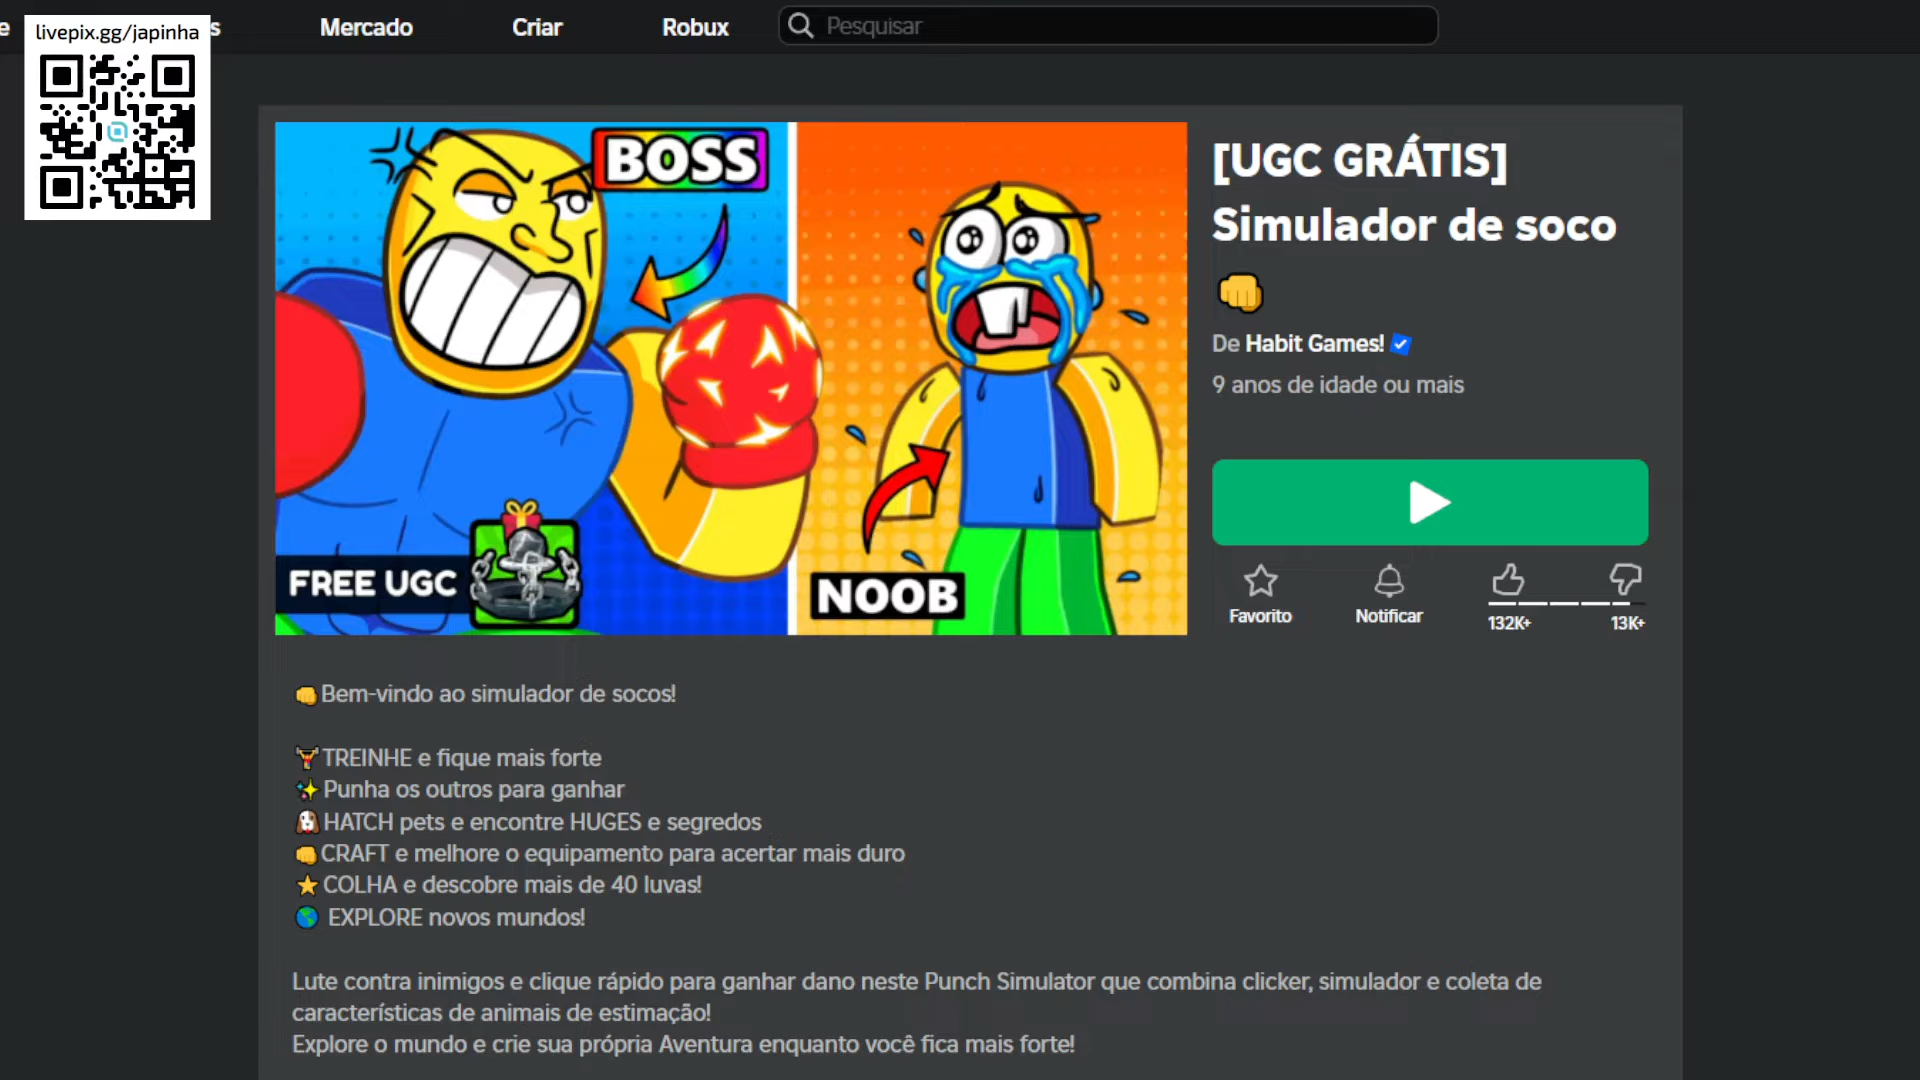 e
s
Mercado
Criar
Robux
Pesquisar
livepix.gg/japinha
BOSS
FREE UGC
NOOB
[UGC GRÁTIS]
Simulador de soco
👊
De Habit Games!
9 anos de idade ou mais
Favorito
Notificar
132K+
13K+
👊Bem-vindo ao simulador de socos!
🏋TREINHE e fique mais forte
✨Punha os outros para ganhar
🐶HATCH pets e encontre HUGES e segredos
👊CRAFT e melhore o equipamento para acertar mais duro
⭐COLHA e descobre mais de 40 luvas!
🌎 EXPLORE novos mundos!
Lute contra inimigos e clique rápido para ganhar dano neste Punch Simulator que combina clicker, simulador e coleta de
características de animais de estimação!
Explore o mundo e crie sua própria Aventura enquanto você fica mais forte!